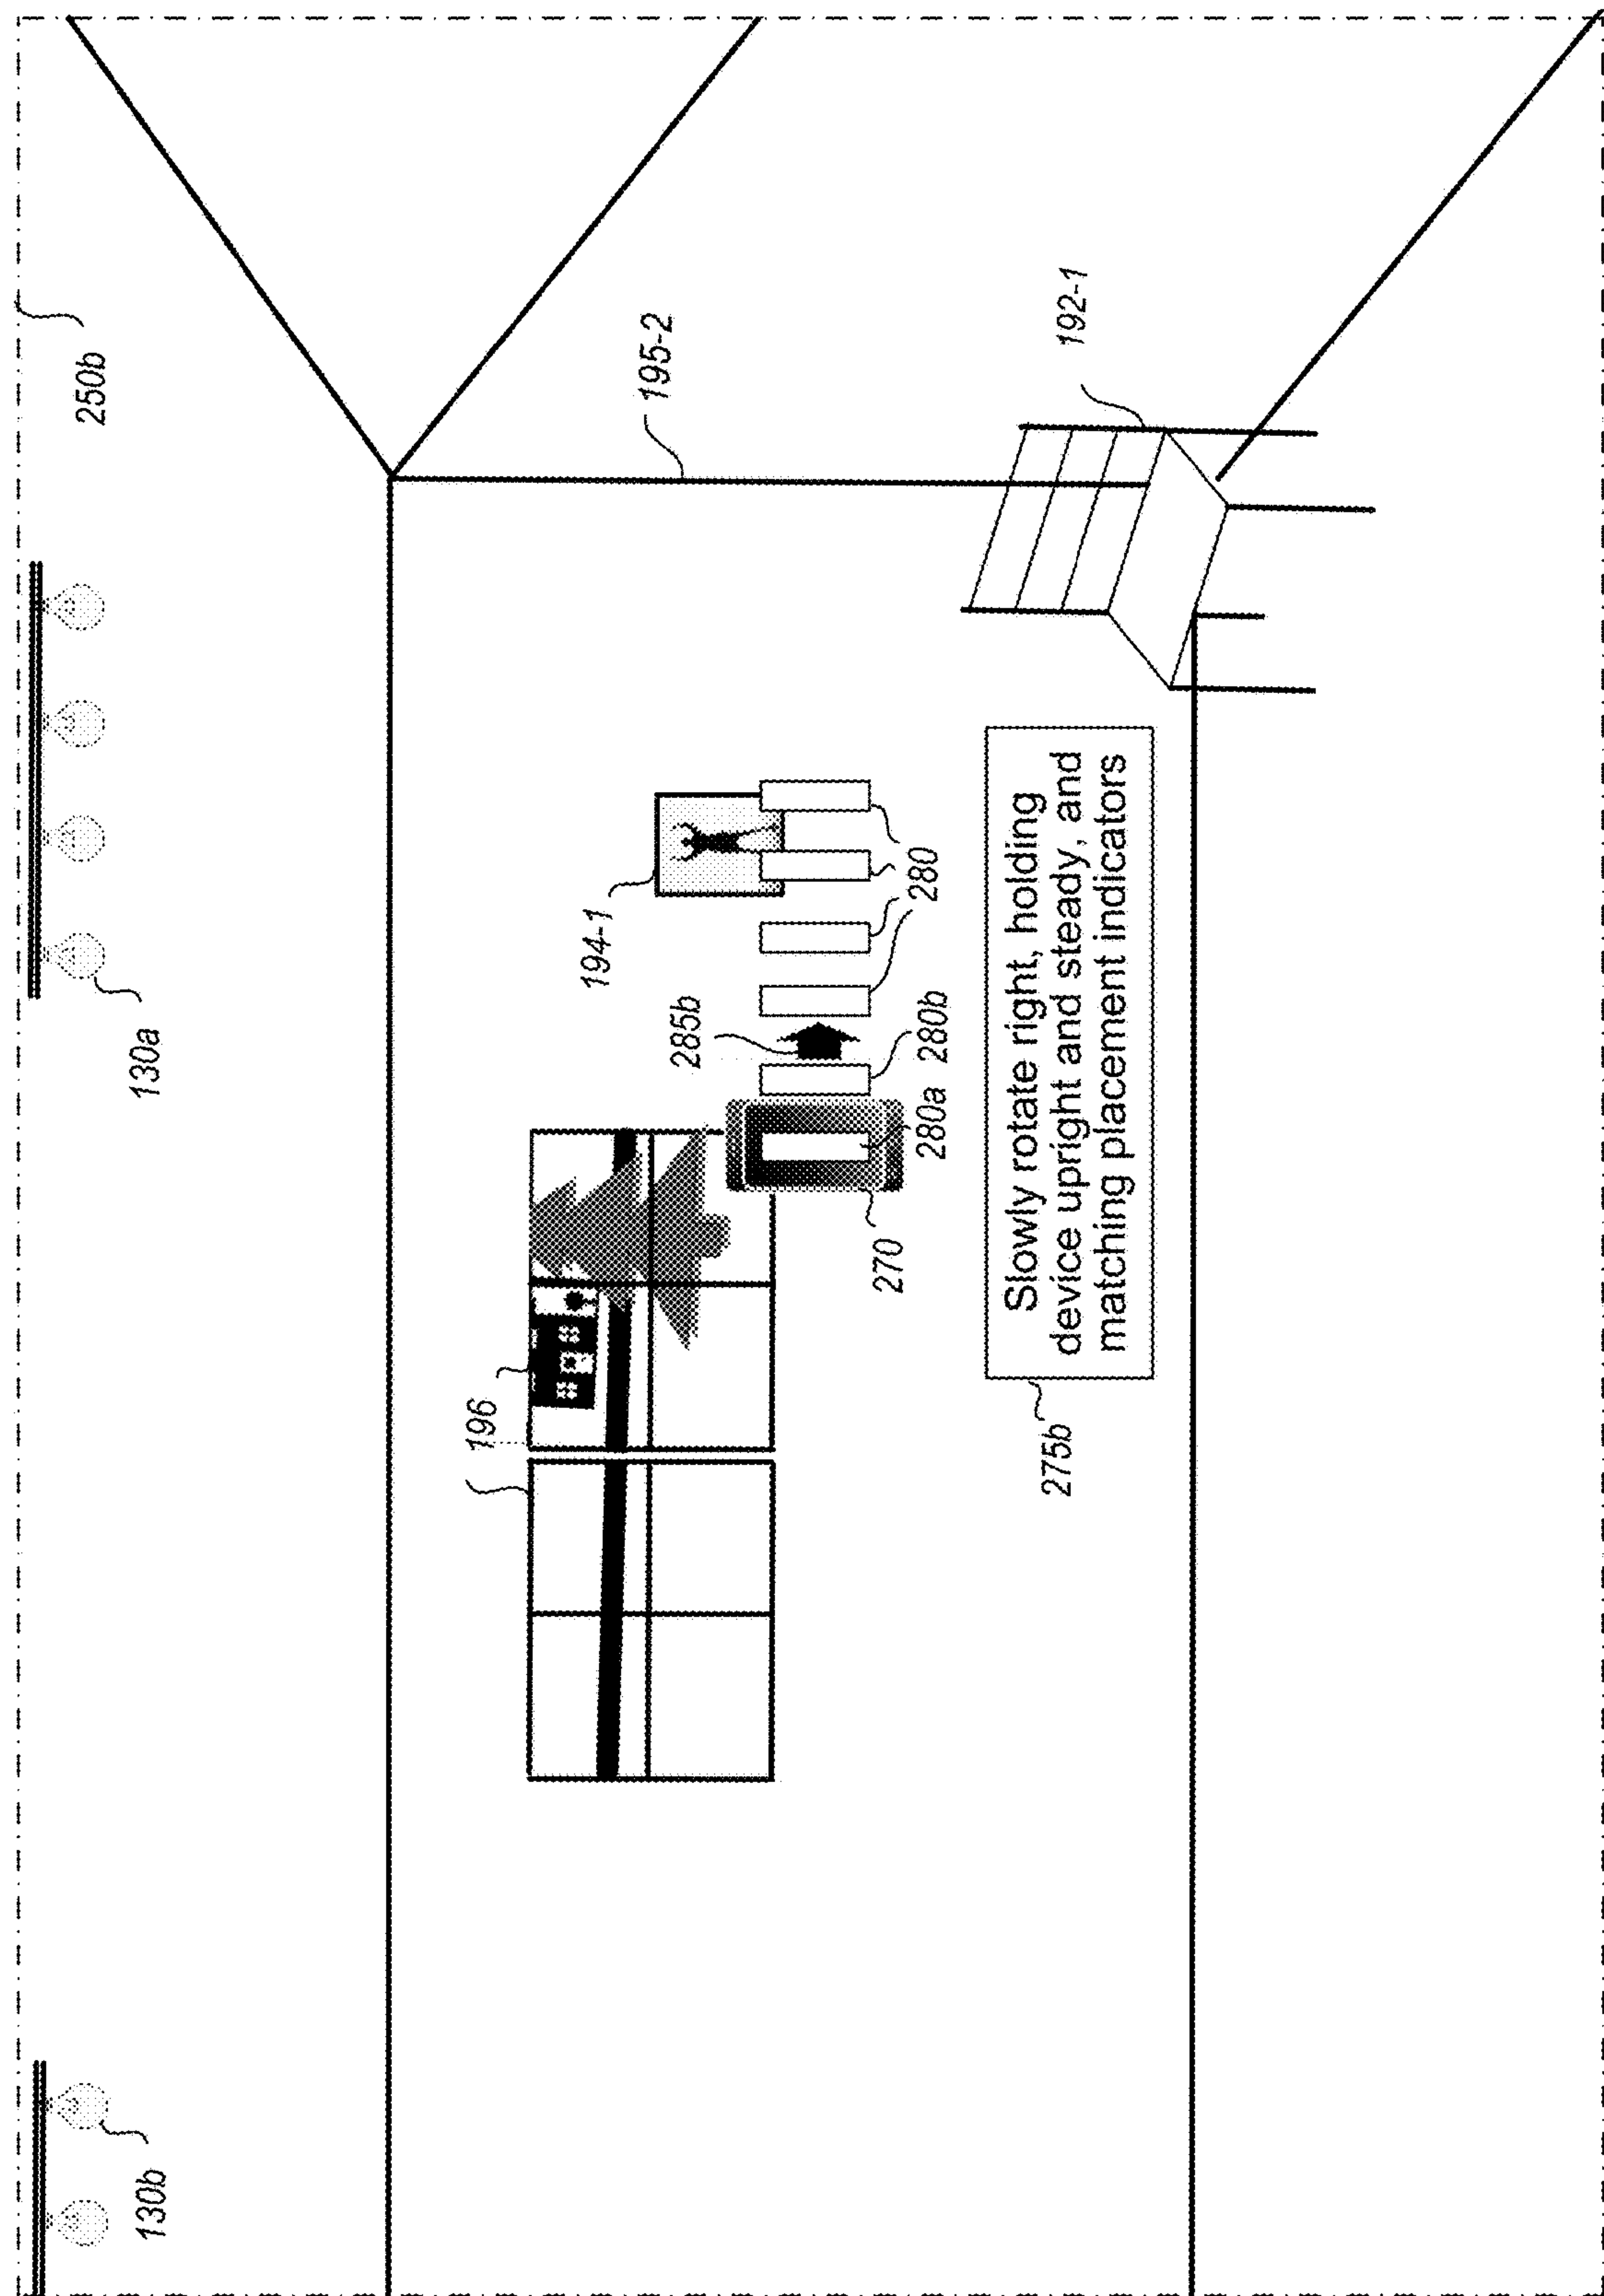 250b
130b
130a
195-2
196
194-1
192-1
285b
280
270
280a
280b
275b
Slowly rotate right, holding
device upright and steady, and
matching placement indicators